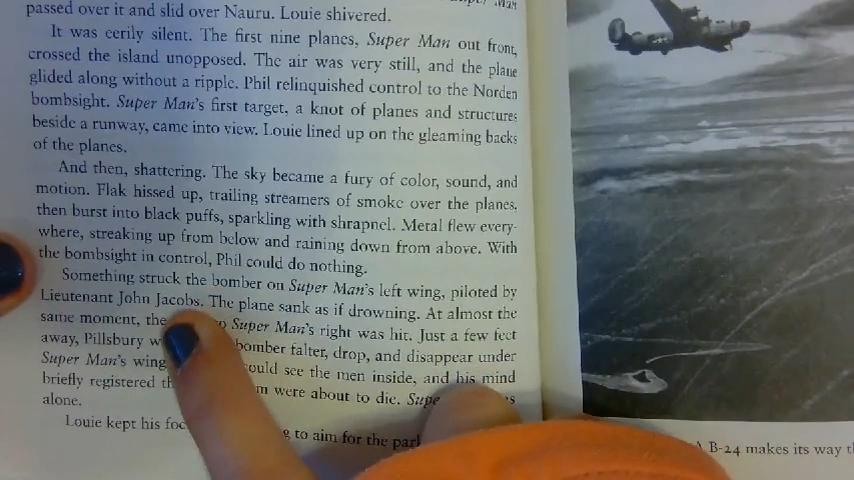 passed over it and slid over Nauru. Louie shivered.
It was eerily silent. The first nine planes, Super Man out front,
crossed the island unopposed. The air was very still, and the plane
glided along without a ripple. Phil relinquished control to the Norden
bombsight. Super Man's first target, a knot of planes and structures
beside a runway, came into view. Louie lined up on the gleaming backs
of the planes.
And then, shattering. The sky became a fury of color, sound, and
motion. Flak hissed up, trailing streamers of smoke over the planes,
then burst into black puffs, sparkling with shrapnel. Metal flew every-
where, streaking up from below and raining down from above. With
the bombsight in control, Phil could do nothing.
Something struck the bomber on Super Man's left wing, piloted by
Lieutenant John Jacobs. The plane sank as if drowning. At almost the
same moment, the Super Man's right was hit. Just a few feet
away, Pillsbury bomber falter, drop, and disappear under
Super Man's wing could see the men inside, and his mind
briefly registered were about to die.
alone.
Louie kept his to aim for the
A B-24 makes its way